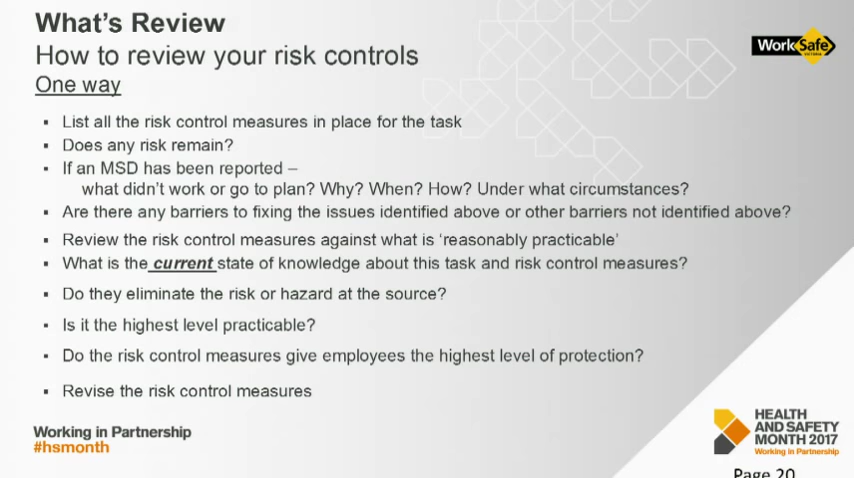 What's Review
How to review your risk controls
One way
WorkSafe
VICTORIA
▪ List all the risk control measures in place for the task
▪ Does any risk remain?
▪ If an MSD has been reported –
what didn't work or go to plan? Why? When? How? Under what circumstances?
▪ Are there any barriers to fixing the issues identified above or other barriers not identified above?
▪ Review the risk control measures against what is 'reasonably practicable'
▪ What is the current state of knowledge about this task and risk control measures?
▪ Do they eliminate the risk or hazard at the source?
▪ Is it the highest level practicable?
▪ Do the risk control measures give employees the highest level of protection?
▪ Revise the risk control measures
Working in Partnership
#hsmonth
HEALTH
AND SAFETY
MONTH 2017
Working in Partnership
Page 20